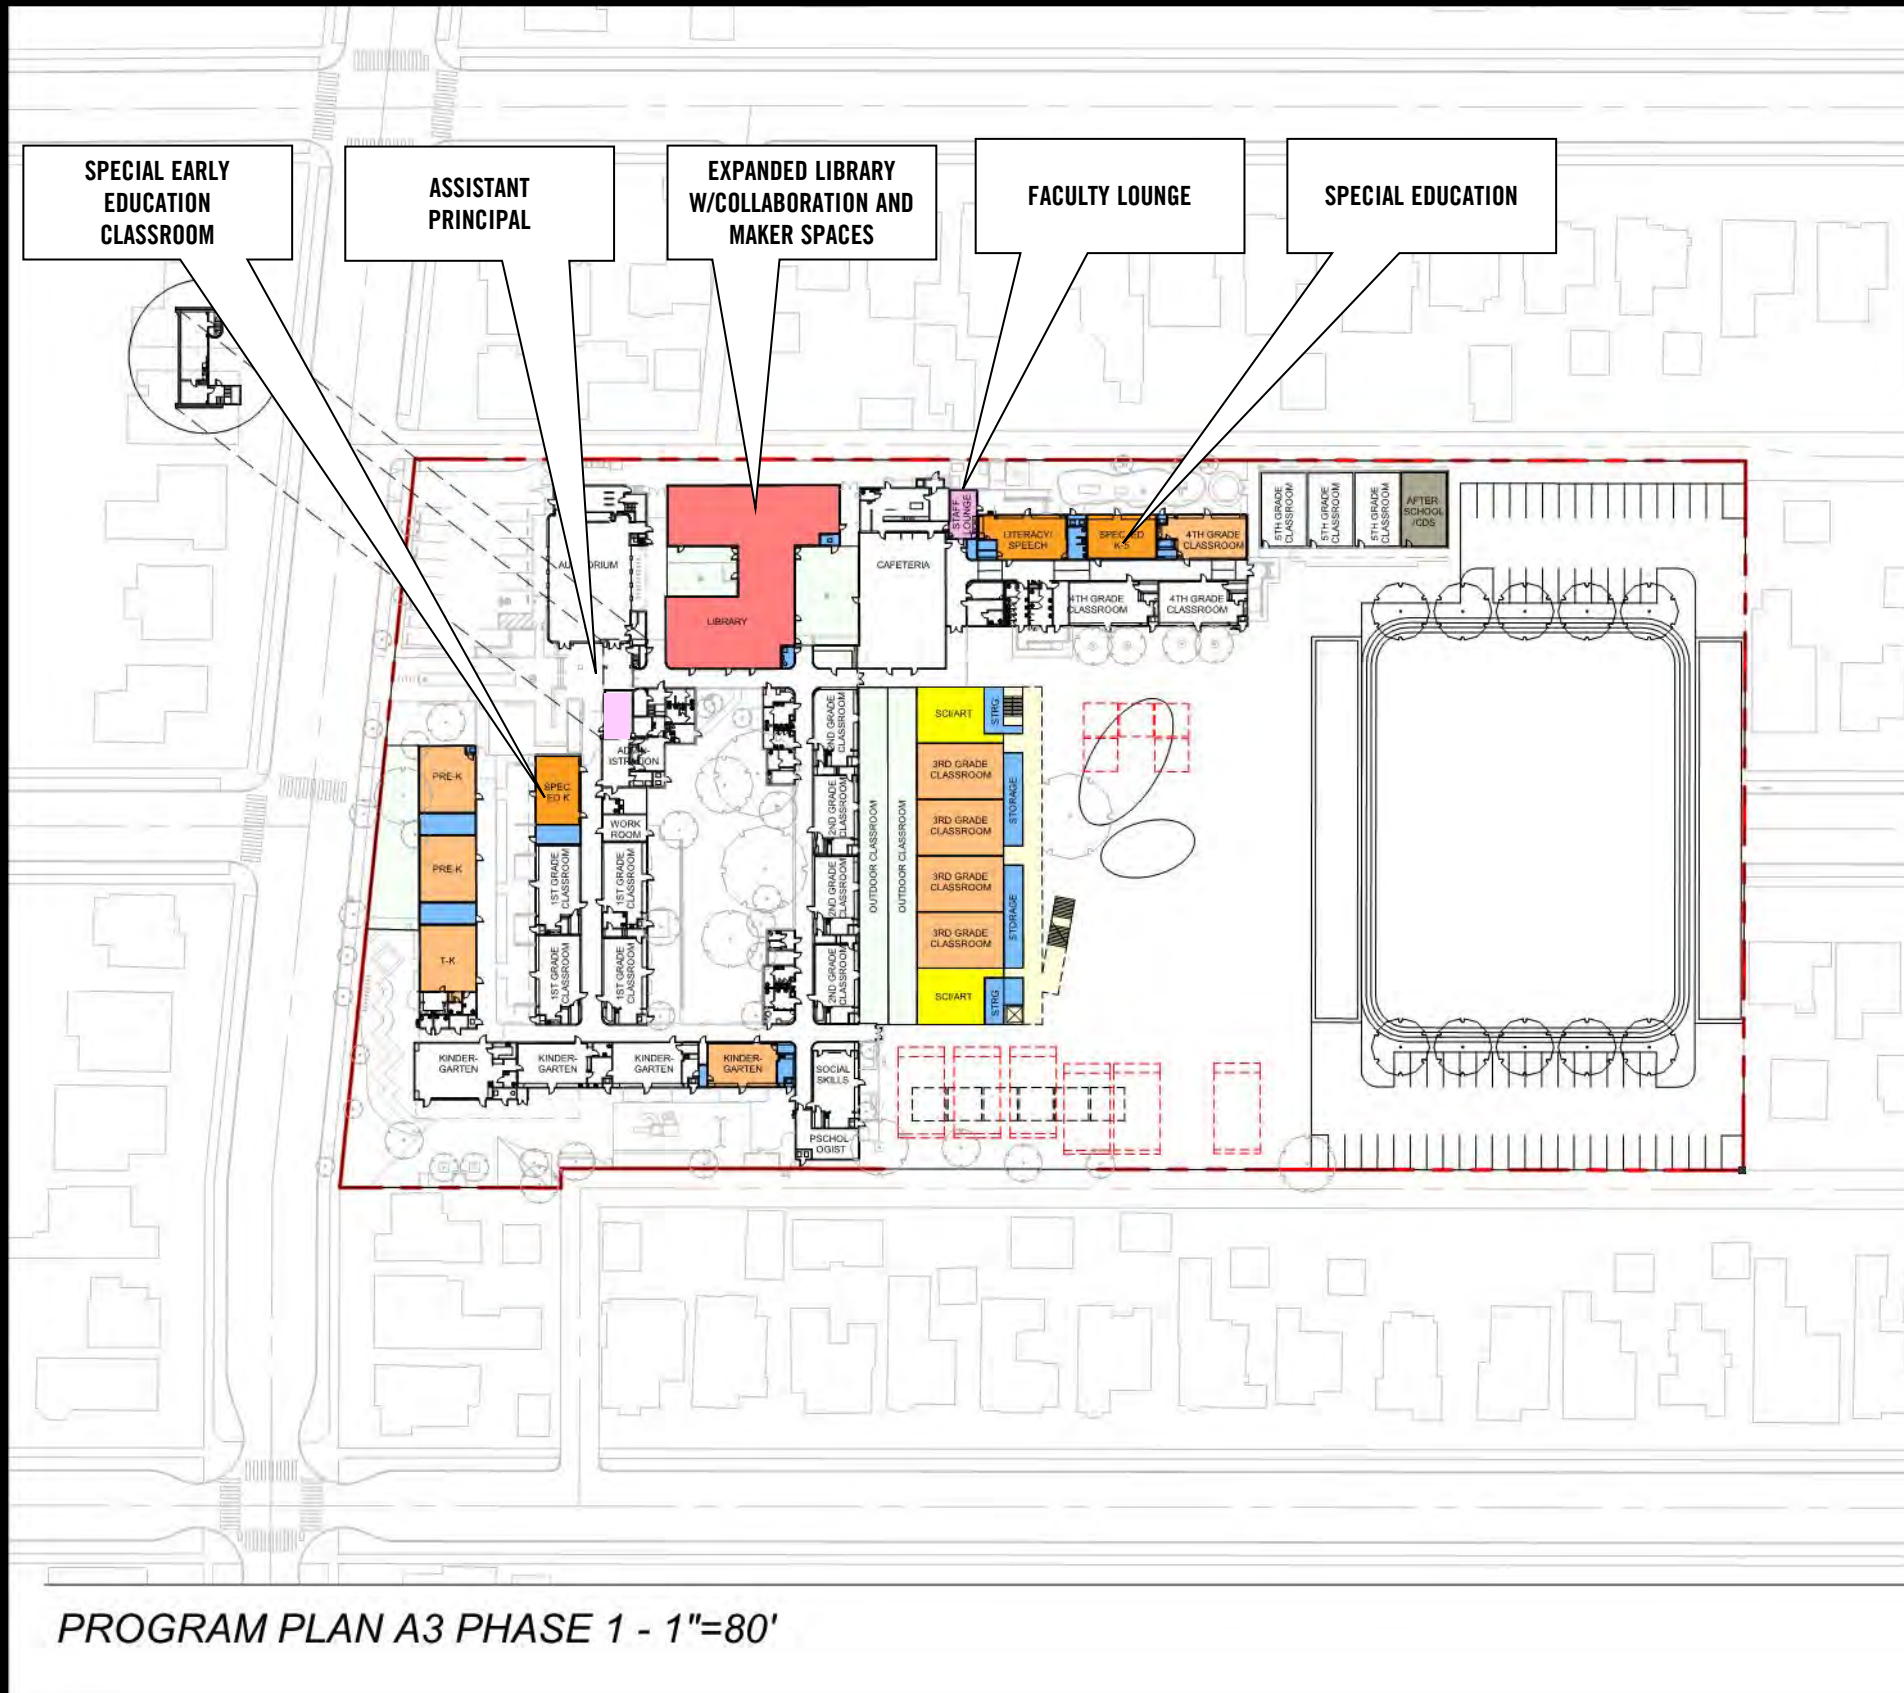 SPECIAL EARLY
EDUCATION
CLASSROOM
ASSISTANT
PRINCIPAL
EXPANDED LIBRARY
W/COLLABORATION AND
MAKER SPACES
FACULTY LOUNGE
SPECIAL EDUCATION
STAFF
LOUNGE
LITERACY/
SPEECH
SPEC ED
K-5
4TH GRADE
CLASSROOM
5TH GRADE
CLASSROOM
5TH GRADE
CLASSROOM
5TH GRADE
CLASSROOM
AFTER
SCHOOL
/CDS
AUDITORIUM
LIBRARY
CAFETERIA
4TH GRADE
CLASSROOM
4TH GRADE
CLASSROOM
ADMIN-
ISTRATION
PRE-K
SPEC
ED K
WORK
ROOM
PRE-K
T-K
1ST GRADE
CLASSROOM
1ST GRADE
CLASSROOM
1ST GRADE
CLASSROOM
1ST GRADE
CLASSROOM
2ND GRADE
CLASSROOM
2ND GRADE
CLASSROOM
2ND GRADE
CLASSROOM
2ND GRADE
CLASSROOM
OUTDOOR CLASSROOM
OUTDOOR CLASSROOM
SCI/ART
STRG.
3RD GRADE
CLASSROOM
3RD GRADE
CLASSROOM
STORAGE
3RD GRADE
CLASSROOM
3RD GRADE
CLASSROOM
STORAGE
SCI/ART
STRG.
KINDER-
GARTEN
KINDER-
GARTEN
KINDER-
GARTEN
KINDER-
GARTEN
SOCIAL
SKILLS
PSCHOL
OGIST
PROGRAM PLAN A3 PHASE 1 - 1"=80'